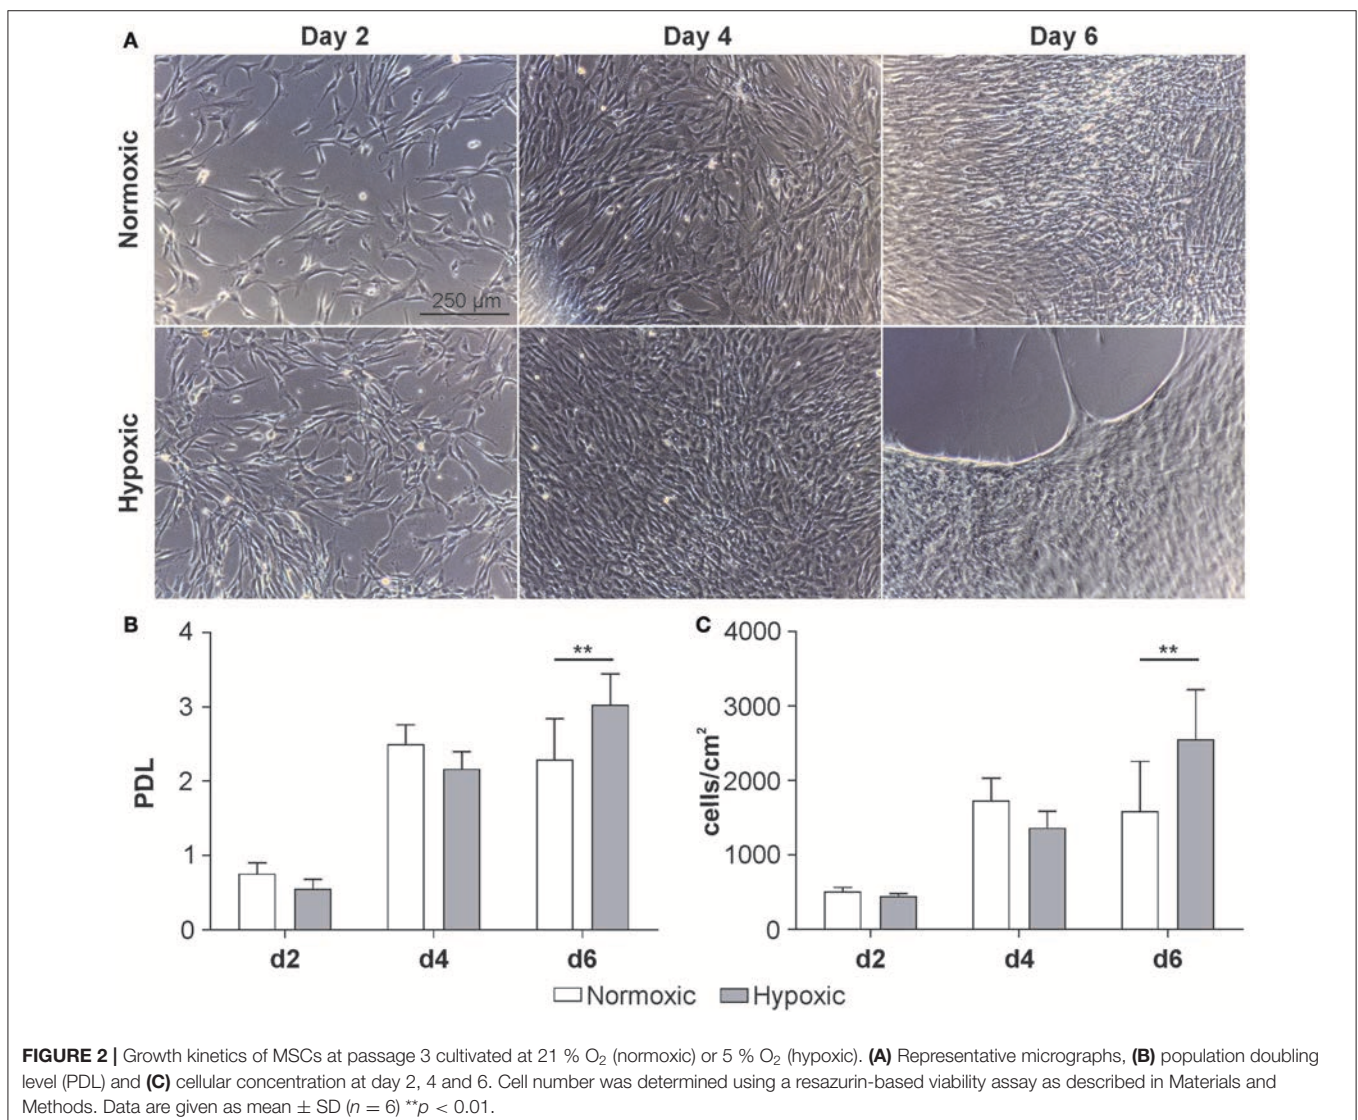 A
Day 2
Day 4
Day 6
Normoxic
250 µm
Hypoxic
B
4
3
2
1
0
PDL
d2
d4
d6
**
C
4000
3000
2000
1000
0
cells/cm²
d2
d4
d6
**
Normoxic
Hypoxic
FIGURE 2 | Growth kinetics of MSCs at passage 3 cultivated at 21 % O₂ (normoxic) or 5 % O₂ (hypoxic). (A) Representative micrographs, (B) population doubling
level (PDL) and (C) cellular concentration at day 2, 4 and 6. Cell number was determined using a resazurin-based viability assay as described in Materials and
Methods. Data are given as mean ± SD (n = 6) **p < 0.01.